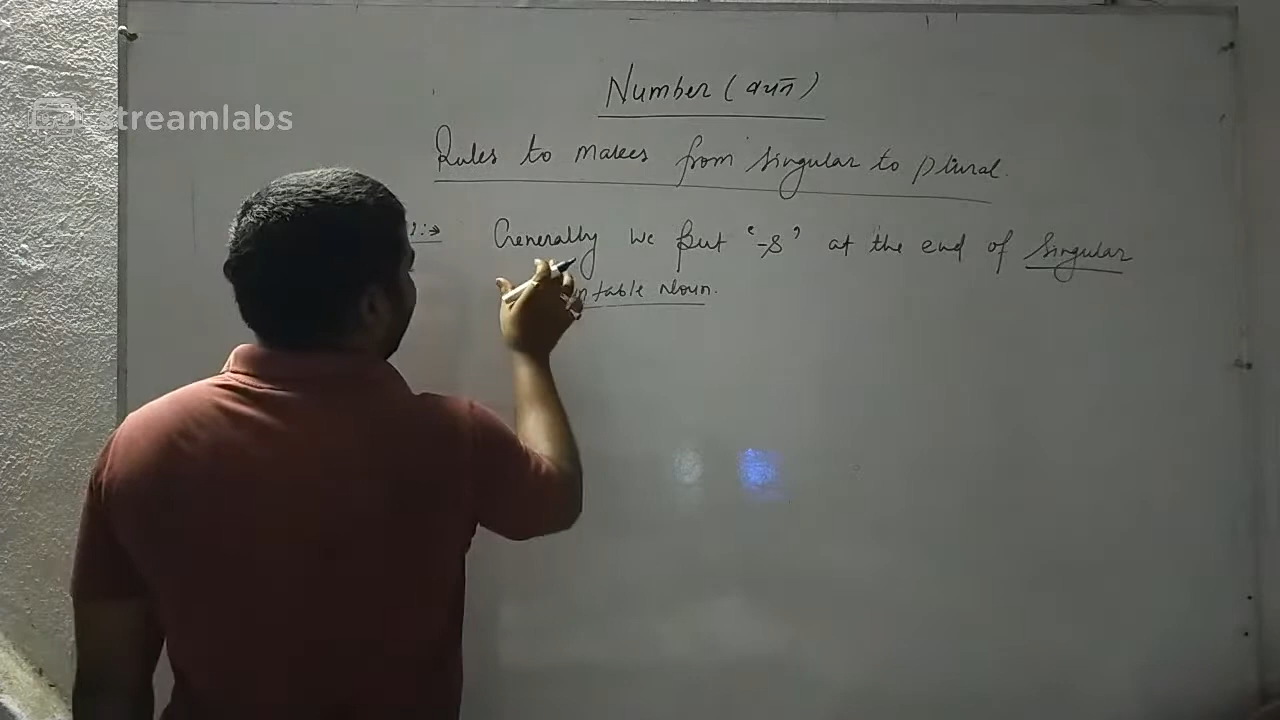 streamlabs
Number (वचन)
Rules to makes from singular to plural.
:→ Generally we put '-s' at the end of singular
ntable Noun.